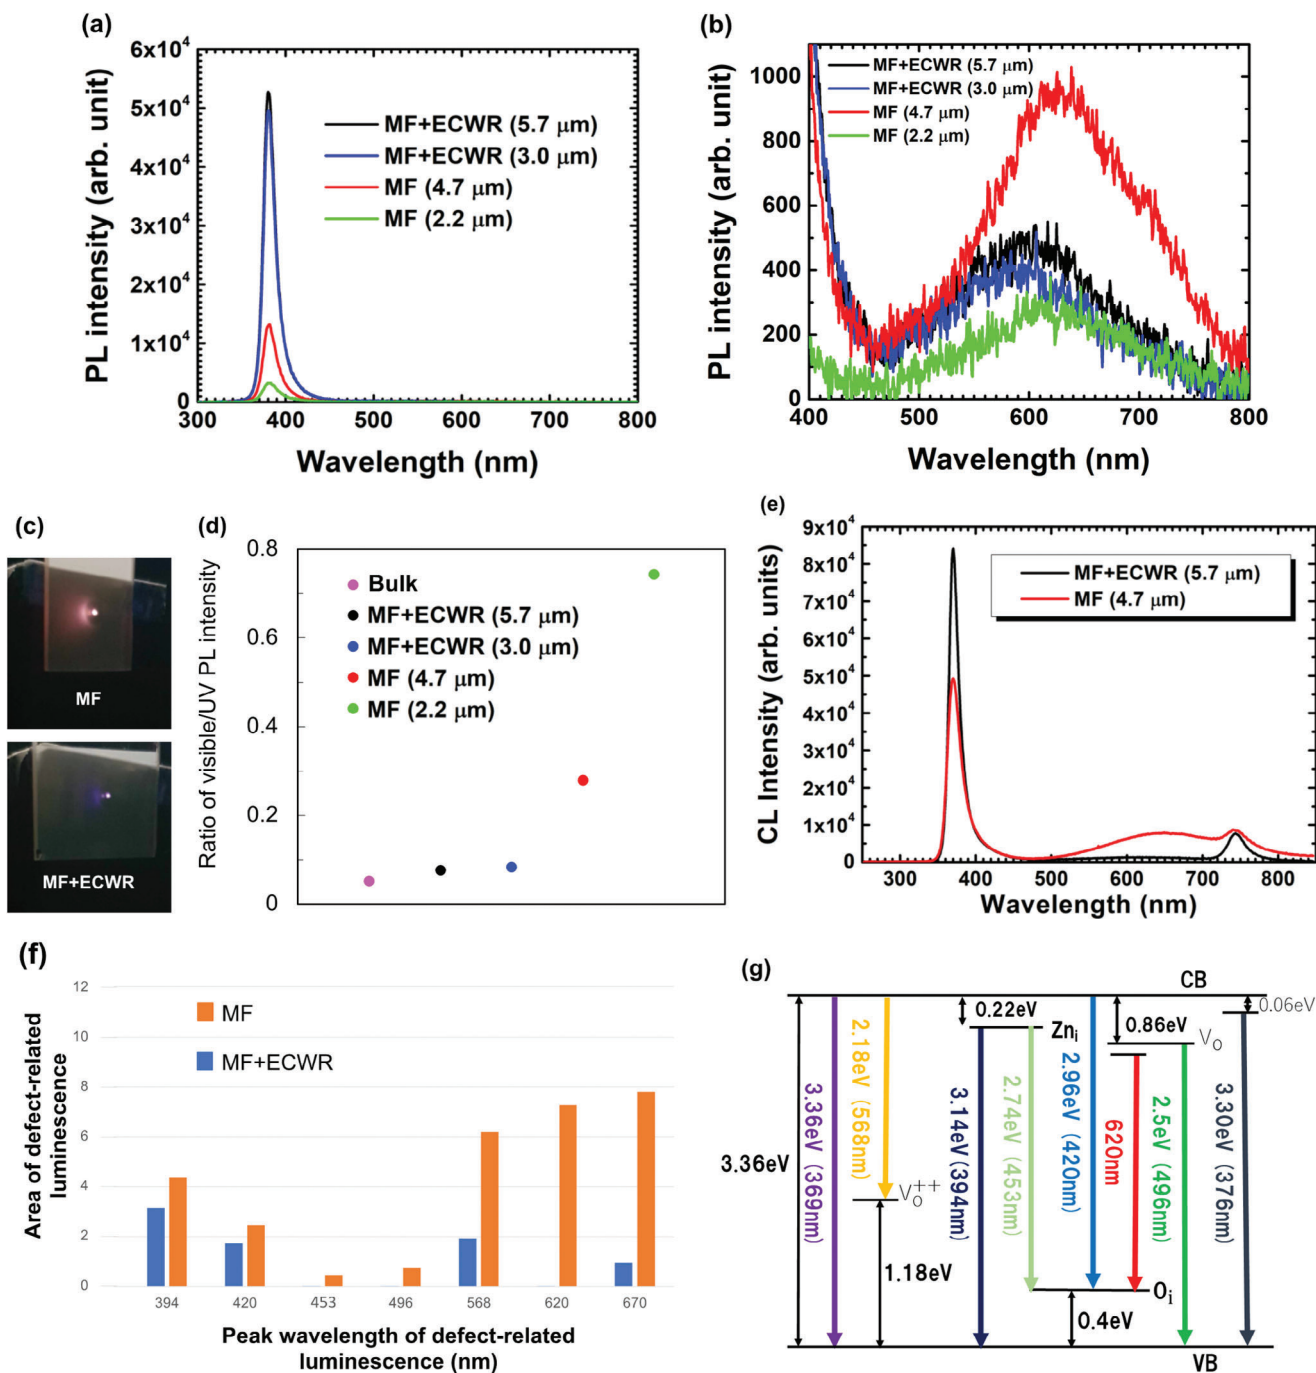 (a)
6x10⁴
5x10⁴
4x10⁴
3x10⁴
2x10⁴
1x10⁴
0
300 400 500 600 700 800
PL intensity (arb. unit)
Wavelength (nm)
MF+ECWR (5.7 μm)
MF+ECWR (3.0 μm)
MF (4.7 μm)
MF (2.2 μm)
(b)
1000
800
600
400
200
0
400 500 600 700 800
PL intensity (arb. unit)
Wavelength (nm)
MF+ECWR (5.7 μm)
MF+ECWR (3.0 μm)
MF (4.7 μm)
MF (2.2 μm)
(c)
MF
MF+ECWR
(d)
0.8
0.6
0.4
0.2
0
Ratio of visible/UV PL intensity
Bulk
MF+ECWR (5.7 μm)
MF+ECWR (3.0 μm)
MF (4.7 μm)
MF (2.2 μm)
(e)
9x10⁴
8x10⁴
7x10⁴
6x10⁴
5x10⁴
4x10⁴
3x10⁴
2x10⁴
1x10⁴
0
300 400 500 600 700 800
CL Intensity (arb. units)
Wavelength (nm)
MF+ECWR (5.7 μm)
MF (4.7 μm)
(f)
12
10
8
6
4
2
0
394 420 453 496 568 620 670
Area of defect-related
luminescence
Peak wavelength of defect-related
luminescence (nm)
MF
MF+ECWR
(g)
CB
3.36eV
3.36eV (369nm)
2.18eV (568nm)
V_O^++
1.18eV
0.22eV
Zn_i
3.14eV(394nm)
2.74eV (453nm)
2.96eV (420nm)
0.86eV
V_O
620nm
2.5eV (496nm)
0.06eV
3.30eV (376nm)
O_i
0.4eV
VB